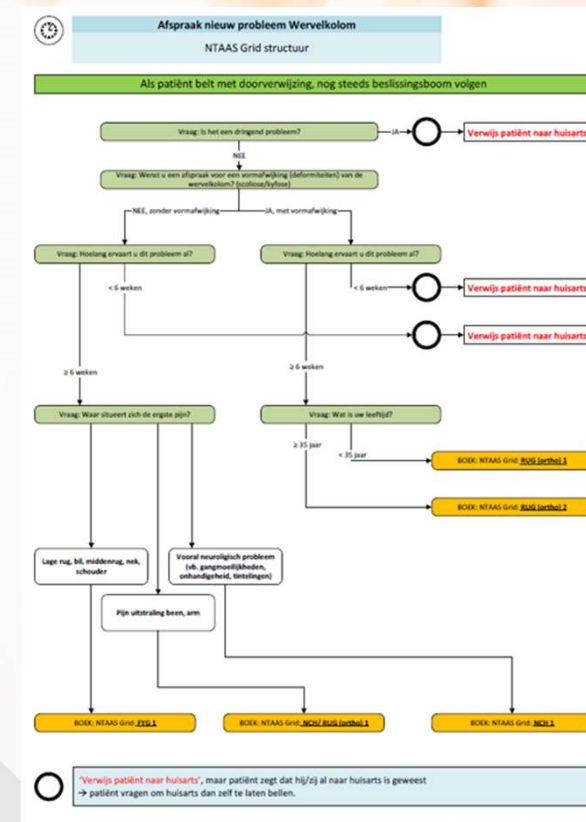 Afspraak nieuw probleem Wervelkolom
NTAAS Grid structuur
Als patiënt belt met doorverwijzing, nog steeds beslissingsboom volgen
Vraag: Is het een dringend probleem?
JA
Verwijs patiënt naar huisarts
NEE
Vraag: Wenst u een afspraak voor een vormafwijking (deformiteiten) van de
wervelkolom? (scoliose/kyfose)
NEE, zonder vormafwijking
JA, met vormafwijking
Vraag: Hoelang ervaart u dit probleem al?
Vraag: Hoelang ervaart u dit probleem al?
< 6 weken
< 6 weken
Verwijs patiënt naar huisarts
Verwijs patiënt naar huisarts
≥ 6 weken
≥ 6 weken
Vraag: Waar situeert zich de ergste pijn?
Vraag: Wat is uw leeftijd?
≥ 35 jaar
< 35 jaar
BOEK: NTAAS Grid: RUG (ortho) 1
BOEK: NTAAS Grid: RUG (ortho) 2
Lage rug, bil, middenrug, nek,
schouder
Vooral neuroligisch probleem
(vb. gangmoeilijkheden,
onhandigheid, tintelingen)
Pijn uitstraling been, arm
BOEK: NTAAS Grid: FYG 1
BOEK: NTAAS Grid: NCH/ RUG (ortho) 1
BOEK: NTAAS Grid: NCH 1
'Verwijs patiënt naar huisarts', maar patiënt zegt dat hij/zij al naar huisarts is geweest
→ patiënt vragen om huisarts dan zelf te laten bellen.